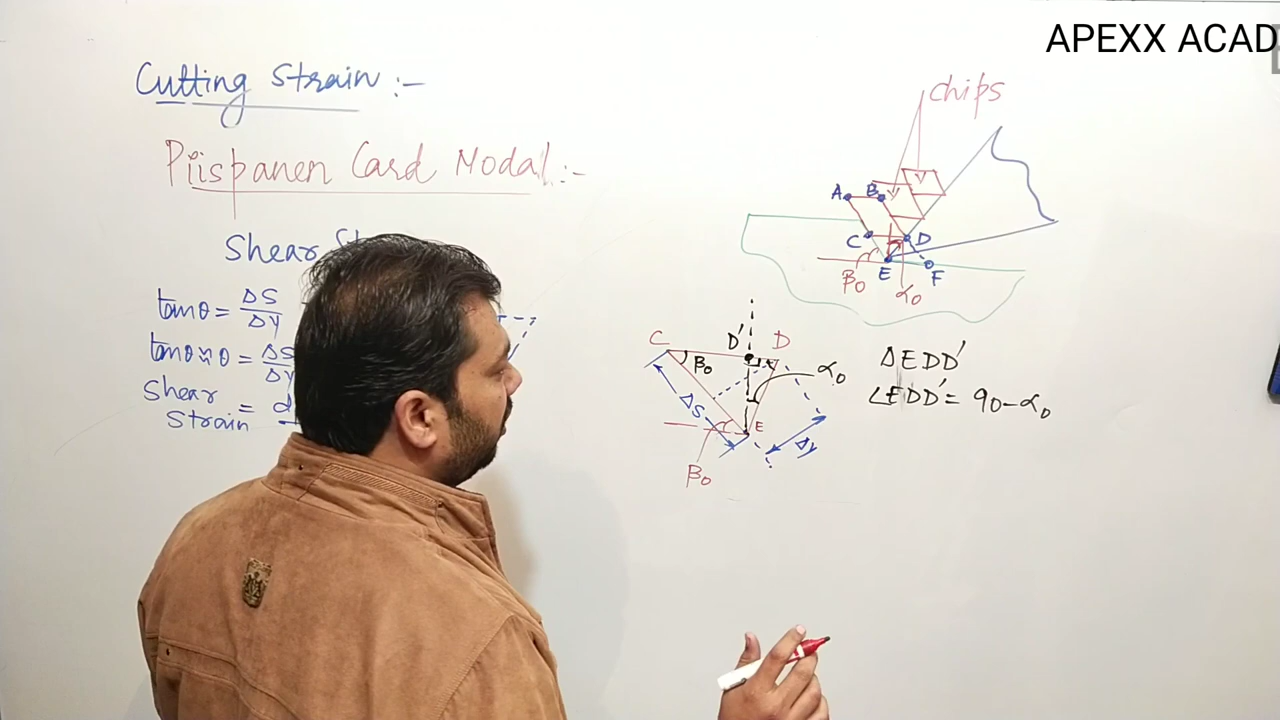 APEXX ACAD
Cutting Strain :-
Piispanen Card Modal :-
Shear
tanθ = ΔS/ΔY
tanθ ≈ θ = ΔS/ΔY
Shear
Strain =
chips
A B
C D
E F
β₀ α₀
C D' D
β₀ α₀
ΔS E
Δy
β₀
ΔEDD'
∠EDD' = 90-α₀